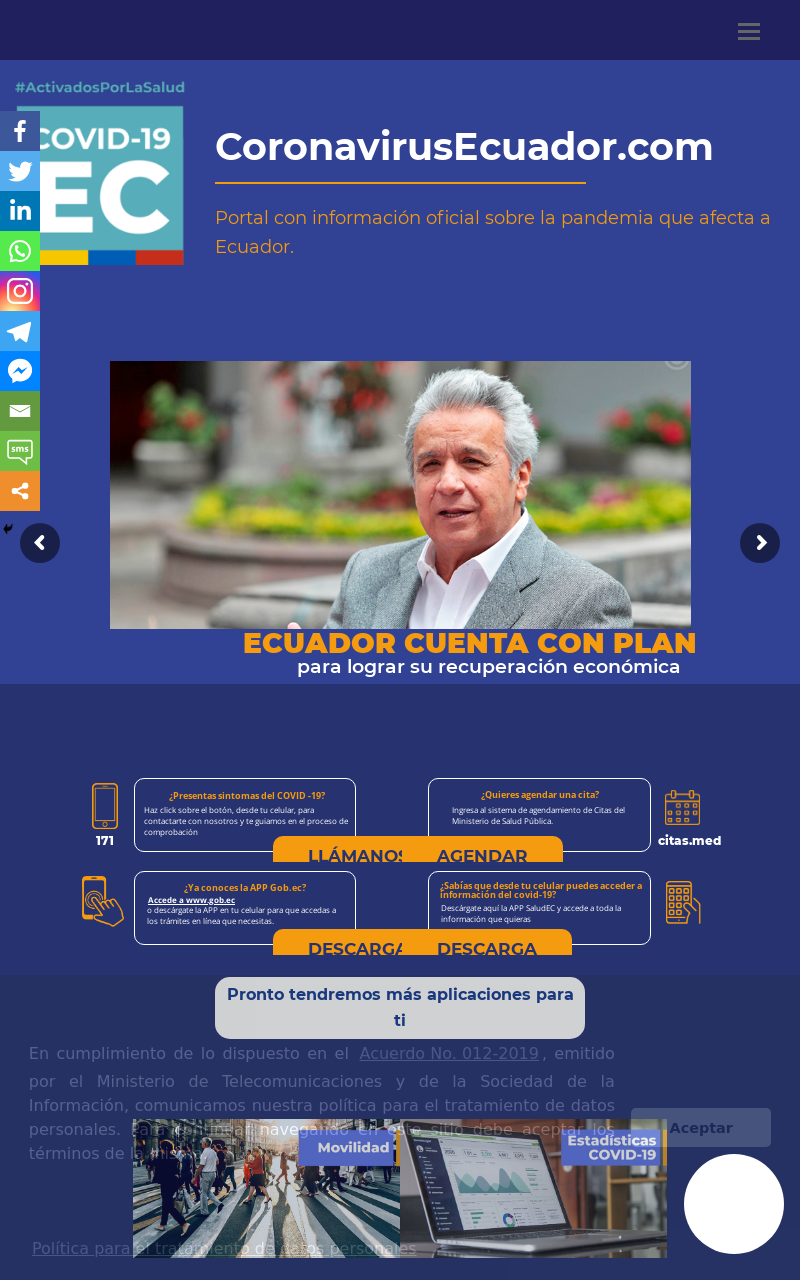 #ActivadosPorLaSalud
COVID-19
EC
CoronavirusEcuador.com
Portal con información oficial sobre la pandemia que afecta a
Ecuador.
sms
ECUADOR CUENTA CON PLAN
para lograr su recuperación económica
¿Presentas sintomas del COVID -19?
Haz click sobre el botón, desde tu celular, para
contactarte con nosotros y te guiamos en el proceso de
comprobación
171
LLÁMANOS
¿Quieres agendar una cita?
Ingresa al sistema de agendamiento de Citas del
Ministerio de Salud Pública.
citas.med
AGENDAR
¿Ya conoces la APP Gob.ec?
Accede a www.gob.ec
o descárgate la APP en tu celular para que accedas a
los trámites en línea que necesitas.
DESCARGA
¿Sabías que desde tu celular puedes acceder a
información del covid-19?
Descárgate aquí la APP SaludEC y accede a toda la
información que quieras
DESCARGA
Pronto tendremos más aplicaciones para
ti
En cumplimiento de lo dispuesto en el Acuerdo No. 012-2019, emitido
por el Ministerio de Telecomunicaciones y de la Sociedad de la
Información, comunicamos nuestra política para el tratamiento de datos
personales. Para continuar navegando en este sitio debe aceptar los
términos de la misma
Aceptar
Movilidad
Estadísticas
COVID-19
Política para el tratamiento de datos personales